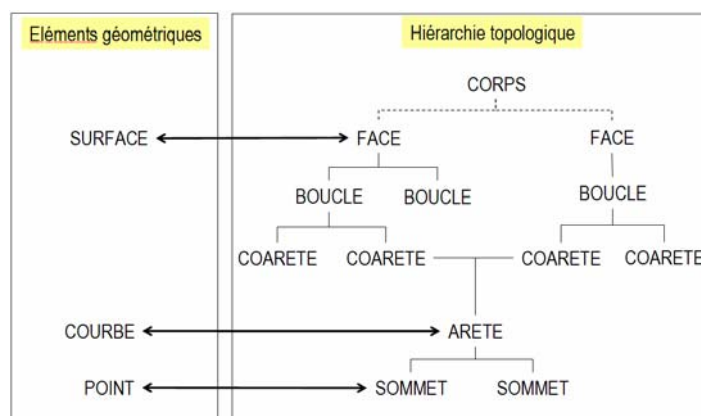 Eléments géométriques
Hiérarchie topologique
CORPS
SURFACE
FACE
FACE
BOUCLE
BOUCLE
BOUCLE
COARETE
COARETE
COARETE
COARETE
COURBE
ARETE
POINT
SOMMET
SOMMET